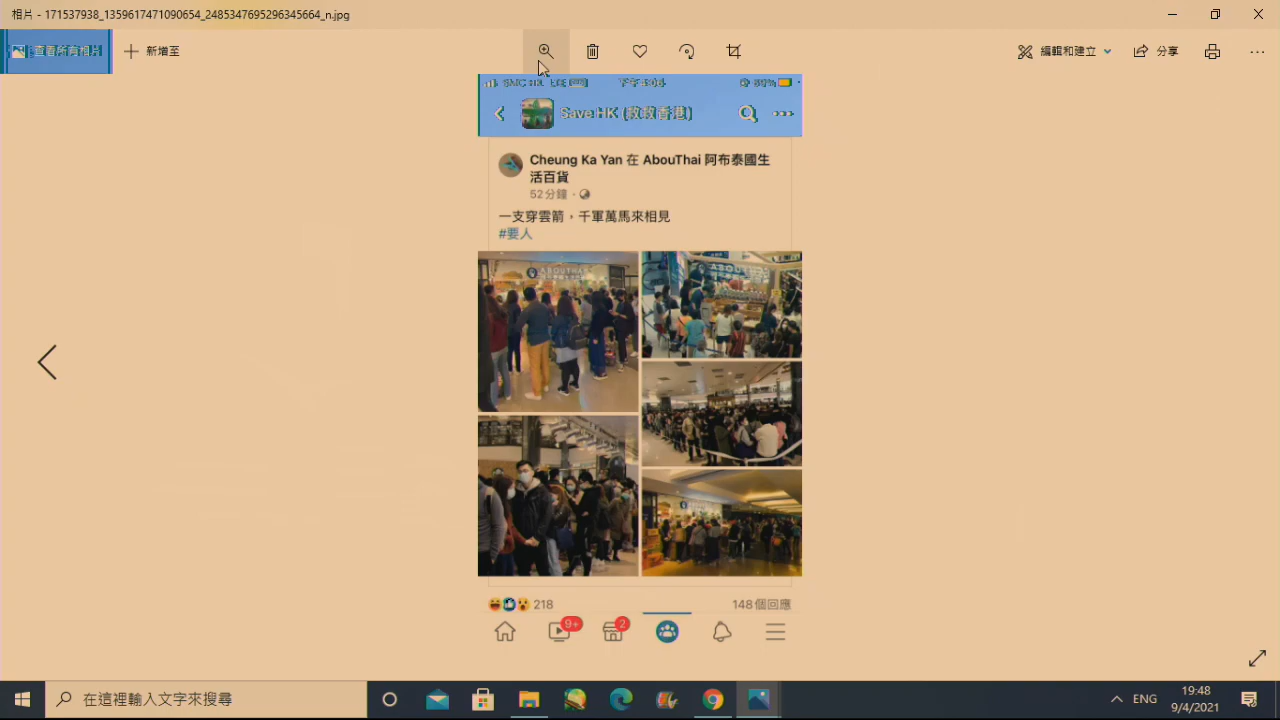 相片 - 171537938_1359617471090654_2485347695296345664_n.jpg
查看所有相片
新增至
編輯和建立
分享
Save HK (救救香港)
Cheung Ka Yan 在 AbouThai 阿布泰國生
活百貨
52分鐘
一支穿雲箭，千軍萬馬來相見
#要人
ABOUTHAI
ABOUTHAI
218
148個回應
9+
2
在這裡輸入文字來搜尋
ENG
19:48
9/4/2021